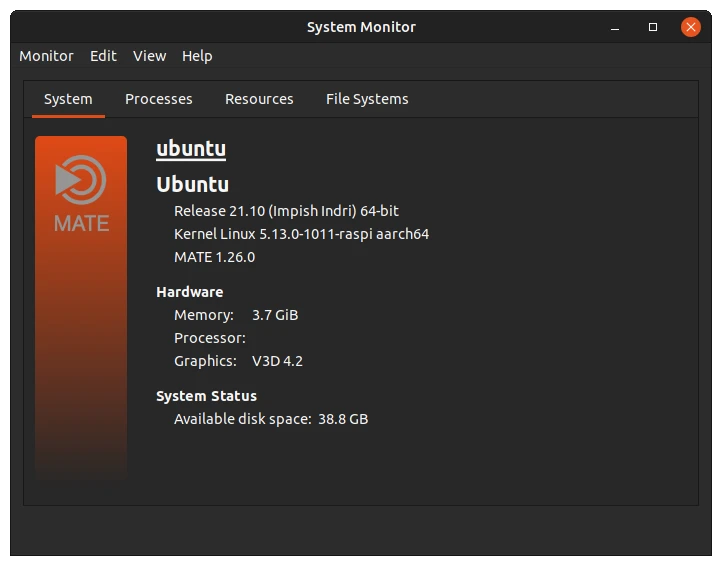 System Monitor
Monitor Edit View Help
System Processes Resources File Systems
MATE
ubuntu
Ubuntu
Release 21.10 (Impish Indri) 64-bit
Kernel Linux 5.13.0-1011-raspi aarch64
MATE 1.26.0
Hardware
Memory: 3.7 GiB
Processor:
Graphics: V3D 4.2
System Status
Available disk space: 38.8 GB